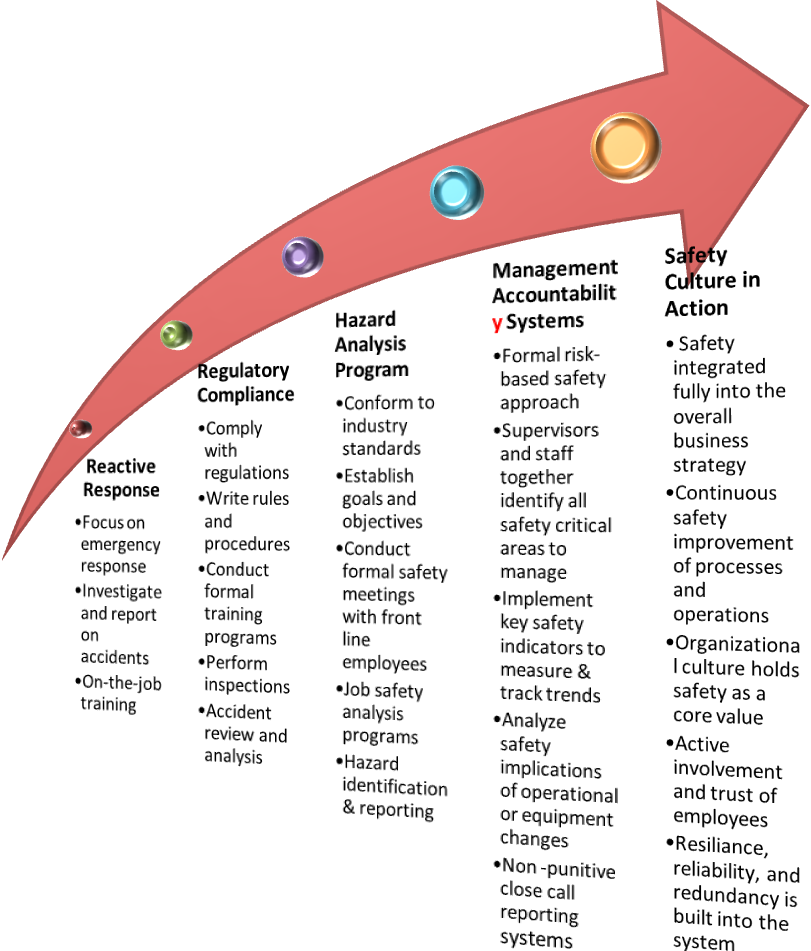 Reactive
Response
•Focus on
emergency
response
•Investigate
and report
on
accidents
•On-the-job
training
Regulatory
Compliance
•Comply
with
regulations
•Write rules
and
procedures
•Conduct
formal
training
programs
•Perform
inspections
•Accident
review and
analysis
Hazard
Analysis
Program
•Conform to
industry
standards
•Establish
goals and
objectives
•Conduct
formal safety
meetings
with front
line
employees
•Job safety
analysis
programs
•Hazard
identification
& reporting
Management
Accountabilit
y Systems
•Formal risk-
based safety
approach
•Supervisors
and staff
together
identify all
safety critical
areas to
manage
•Implement
key safety
indicators to
measure &
track trends
•Analyze
safety
implications
of operational
or equipment
changes
•Non -punitive
close call
reporting
systems
Safety
Culture in
Action
• Safety
integrated
fully into the
overall
business
strategy
•Continuous
safety
improvement
of processes
and
operations
•Organizationa
l culture holds
safety as a
core value
•Active
involvement
and trust of
employees
•Resiliance,
reliability, and
redundancy is
built into the
system